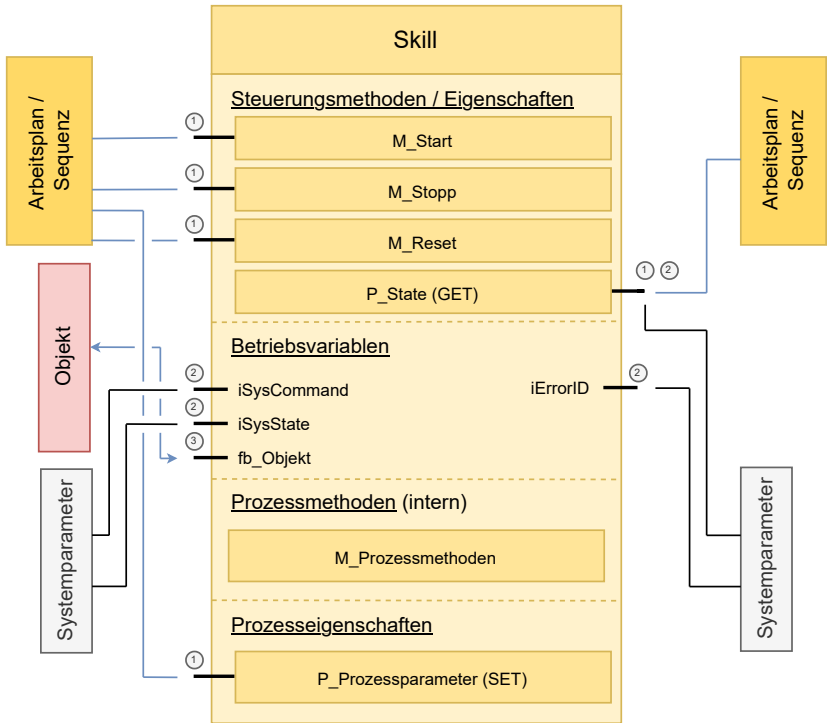 Skill
Arbeitsplan /
Sequenz
Steuerungsmethoden / Eigenschaften
1
M_Start
1
M_Stopp
1
M_Reset
P_State (GET)
1 2
Arbeitsplan /
Sequenz
Objekt
Betriebsvariablen
2
iSysCommand
2
iErrorID
2
iSysState
3
fb_Objekt
Systemparameter
Systemparameter
Prozessmethoden (intern)
M_Prozessmethoden
Prozesseigenschaften
1
P_Prozessparameter (SET)